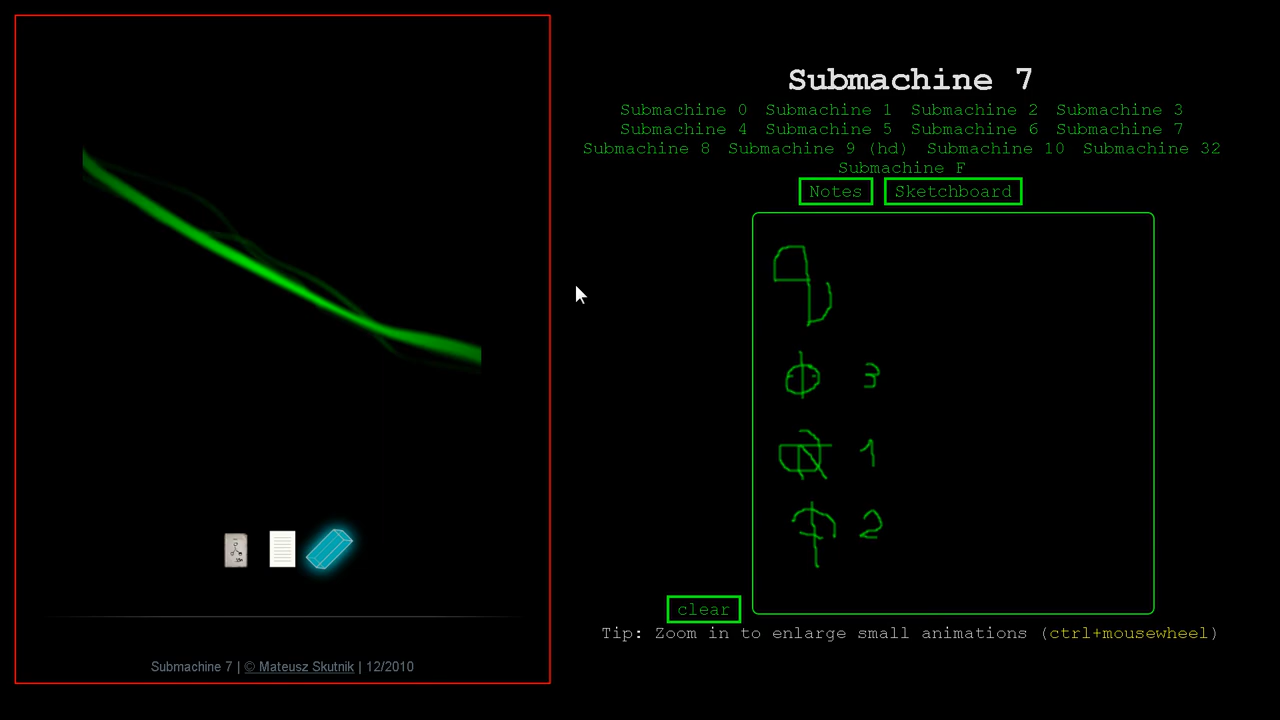 Submachine 7
Submachine 0 Submachine 1 Submachine 2 Submachine 3
Submachine 4 Submachine 5 Submachine 6 Submachine 7
Submachine 8 Submachine 9 (hd) Submachine 10 Submachine 32
Submachine F
Notes Sketchboard
3
1
2
clear
Tip: Zoom in to enlarge small animations (ctrl+mousewheel)
Submachine 7 | © Mateusz Skutnik | 12/2010